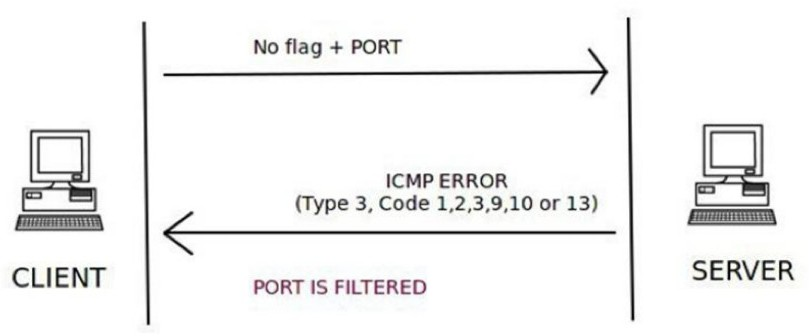 No flag + PORT
ICMP ERROR
(Type 3, Code 1,2,3,9,10 or 13)
CLIENT
SERVER
PORT IS FILTERED